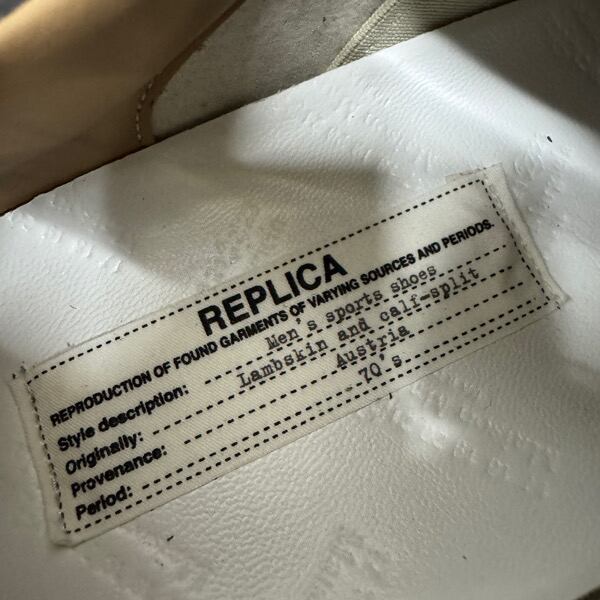 REPLICA
REPRODUCTION OF FOUND GARMENTS OF VARYING SOURCES AND PERIODS.
Style description: Men's sports shoes
Originally: Lambskin and calf-split
Provenance: Austria
Period: 70's